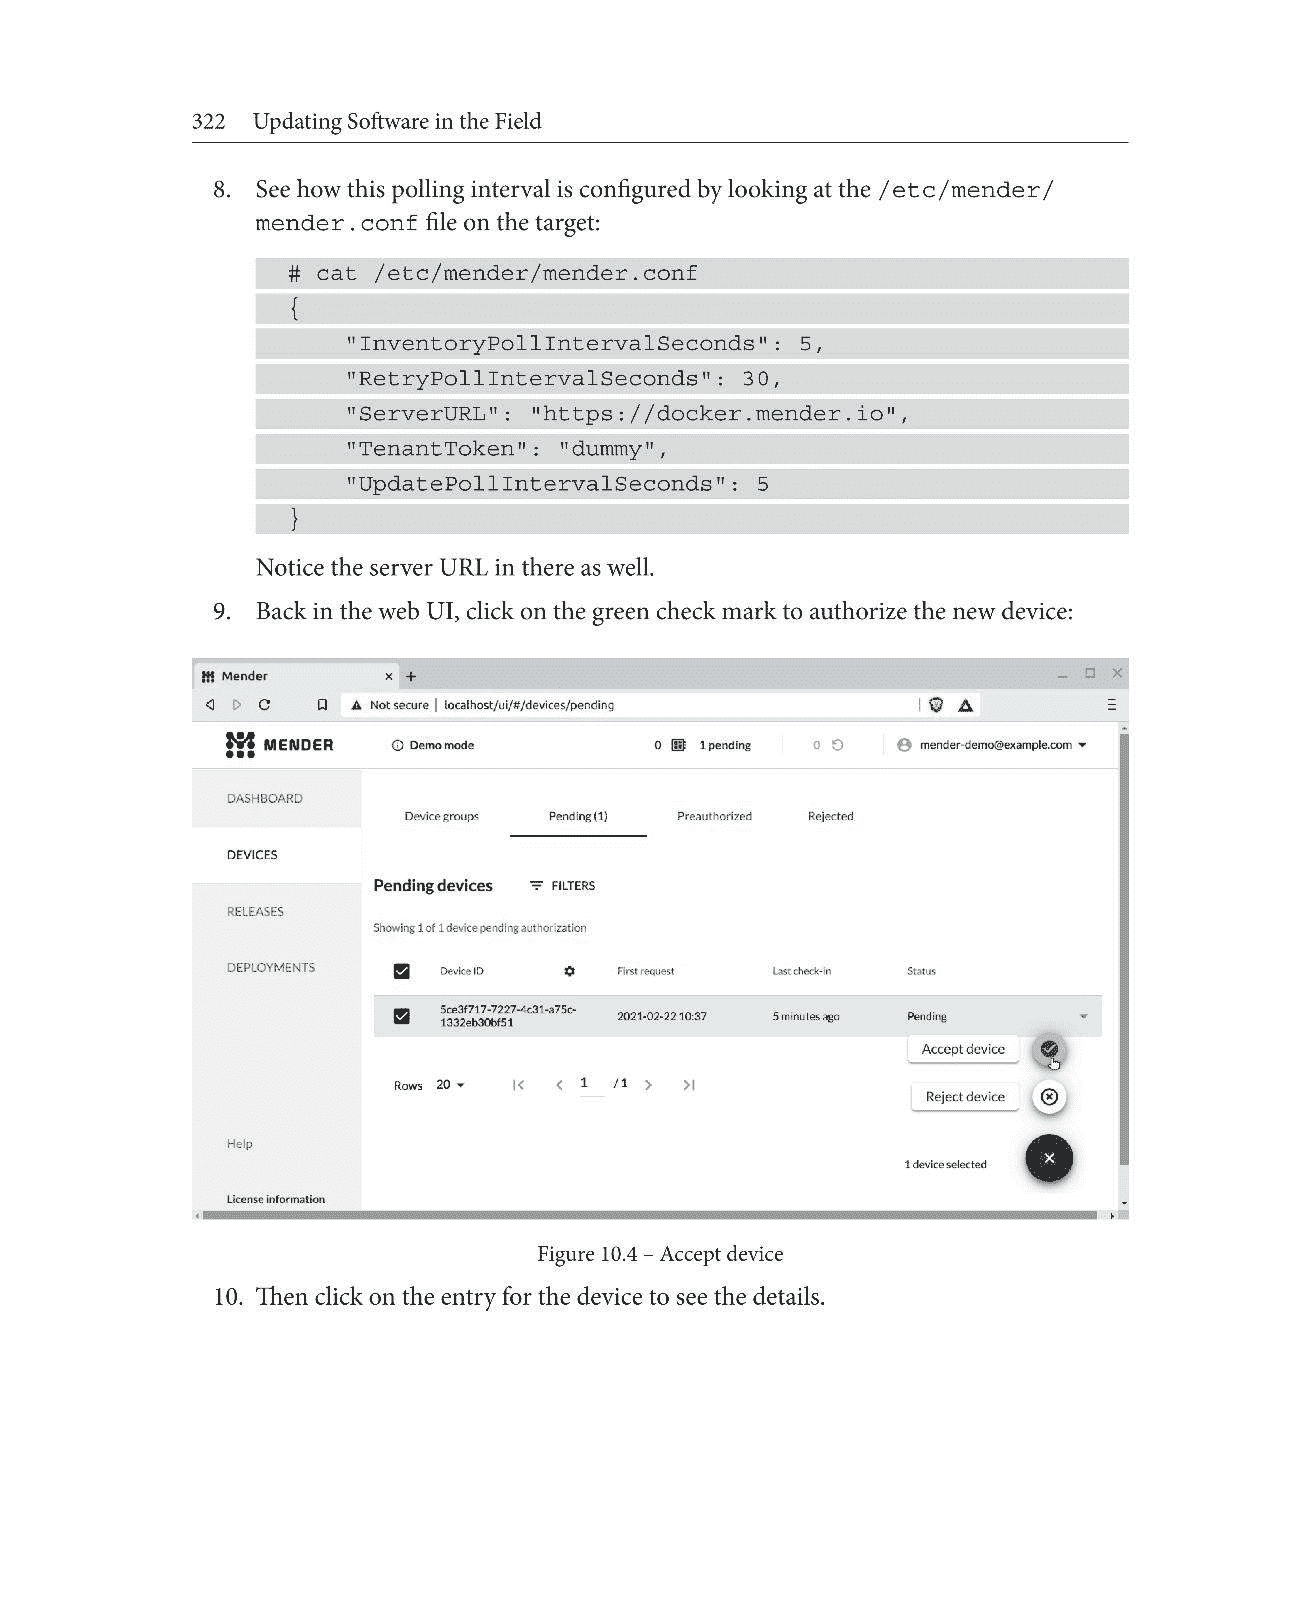 322 Updating Software in the Field
8. See how this polling interval is configured by looking at the /etc/mender/
mender.conf file on the target:
# cat /etc/mender/mender.conf
{
"InventoryPollIntervalSeconds": 5,
"RetryPollIntervalSeconds": 30,
"ServerURL": "https://docker.mender.io",
"TenantToken": "dummy",
"UpdatePollIntervalSeconds": 5
}
Notice the server URL in there as well.
9. Back in the web UI, click on the green check mark to authorize the new device:
Mender
Not secure | localhost/ui/#/devices/pending
MENDER Demo mode 0 1 pending 0 mender-demo@example.com
DASHBOARD
Device groups Pending (1) Preauthorized Rejected
DEVICES
Pending devices FILTERS
RELEASES
Showing 1 of 1 device pending authorization
DEPLOYMENTS
Device ID First request Last check-in Status
5ce3f717-7227-4c31-a75c-
1332eb30bf51 2021-02-22 10:37 5 minutes ago Pending
Accept device
Rows 20 1 /1
Reject device
Help
1 device selected
License information
Figure 10.4 – Accept device
10. Then click on the entry for the device to see the details.